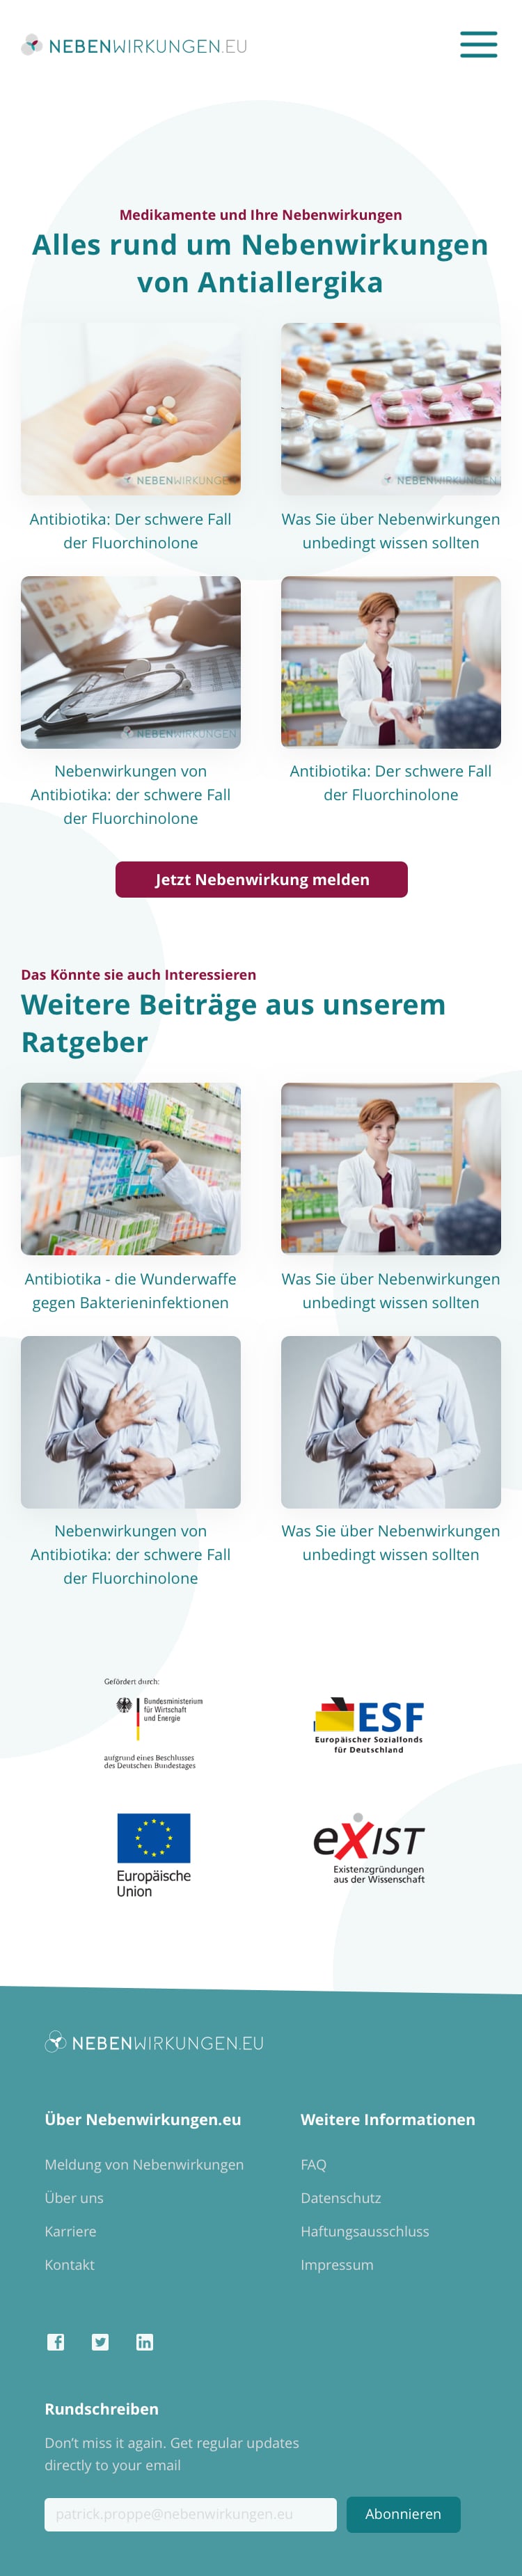 NEBENWIRKUNGEN.EU
Medikamente und Ihre Nebenwirkungen
Alles rund um Nebenwirkungen
von Antiallergika
NEBENWIRKUNGEN
NEBENWIRKUNGEN
Antibiotika: Der schwere Fall
der Fluorchinolone
Was Sie über Nebenwirkungen
unbedingt wissen sollten
NEBENWIRKUNGEN
Nebenwirkungen von
Antibiotika: der schwere Fall
der Fluorchinolone
Antibiotika: Der schwere Fall
der Fluorchinolone
Jetzt Nebenwirkung melden
Das Könnte sie auch Interessieren
Weitere Beiträge aus unserem
Ratgeber
Antibiotika - die Wunderwaffe
gegen Bakterieninfektionen
Was Sie über Nebenwirkungen
unbedingt wissen sollten
Nebenwirkungen von
Antibiotika: der schwere Fall
der Fluorchinolone
Was Sie über Nebenwirkungen
unbedingt wissen sollten
Gefördert durch:
Bundesministerium
für Wirtschaft
und Energie
aufgrund eines Beschlusses
des Deutschen Bundestages
ESF
Europäischer Sozialfonds
für Deutschland
Europäische
Union
eXIST
Existenzgründungen
aus der Wissenschaft
NEBENWIRKUNGEN.EU
Über Nebenwirkungen.eu
Meldung von Nebenwirkungen
Über uns
Karriere
Kontakt
Weitere Informationen
FAQ
Datenschutz
Haftungsausschluss
Impressum
Rundschreiben
Don’t miss it again. Get regular updates
directly to your email
patrick.proppe@nebenwirkungen.eu
Abonnieren